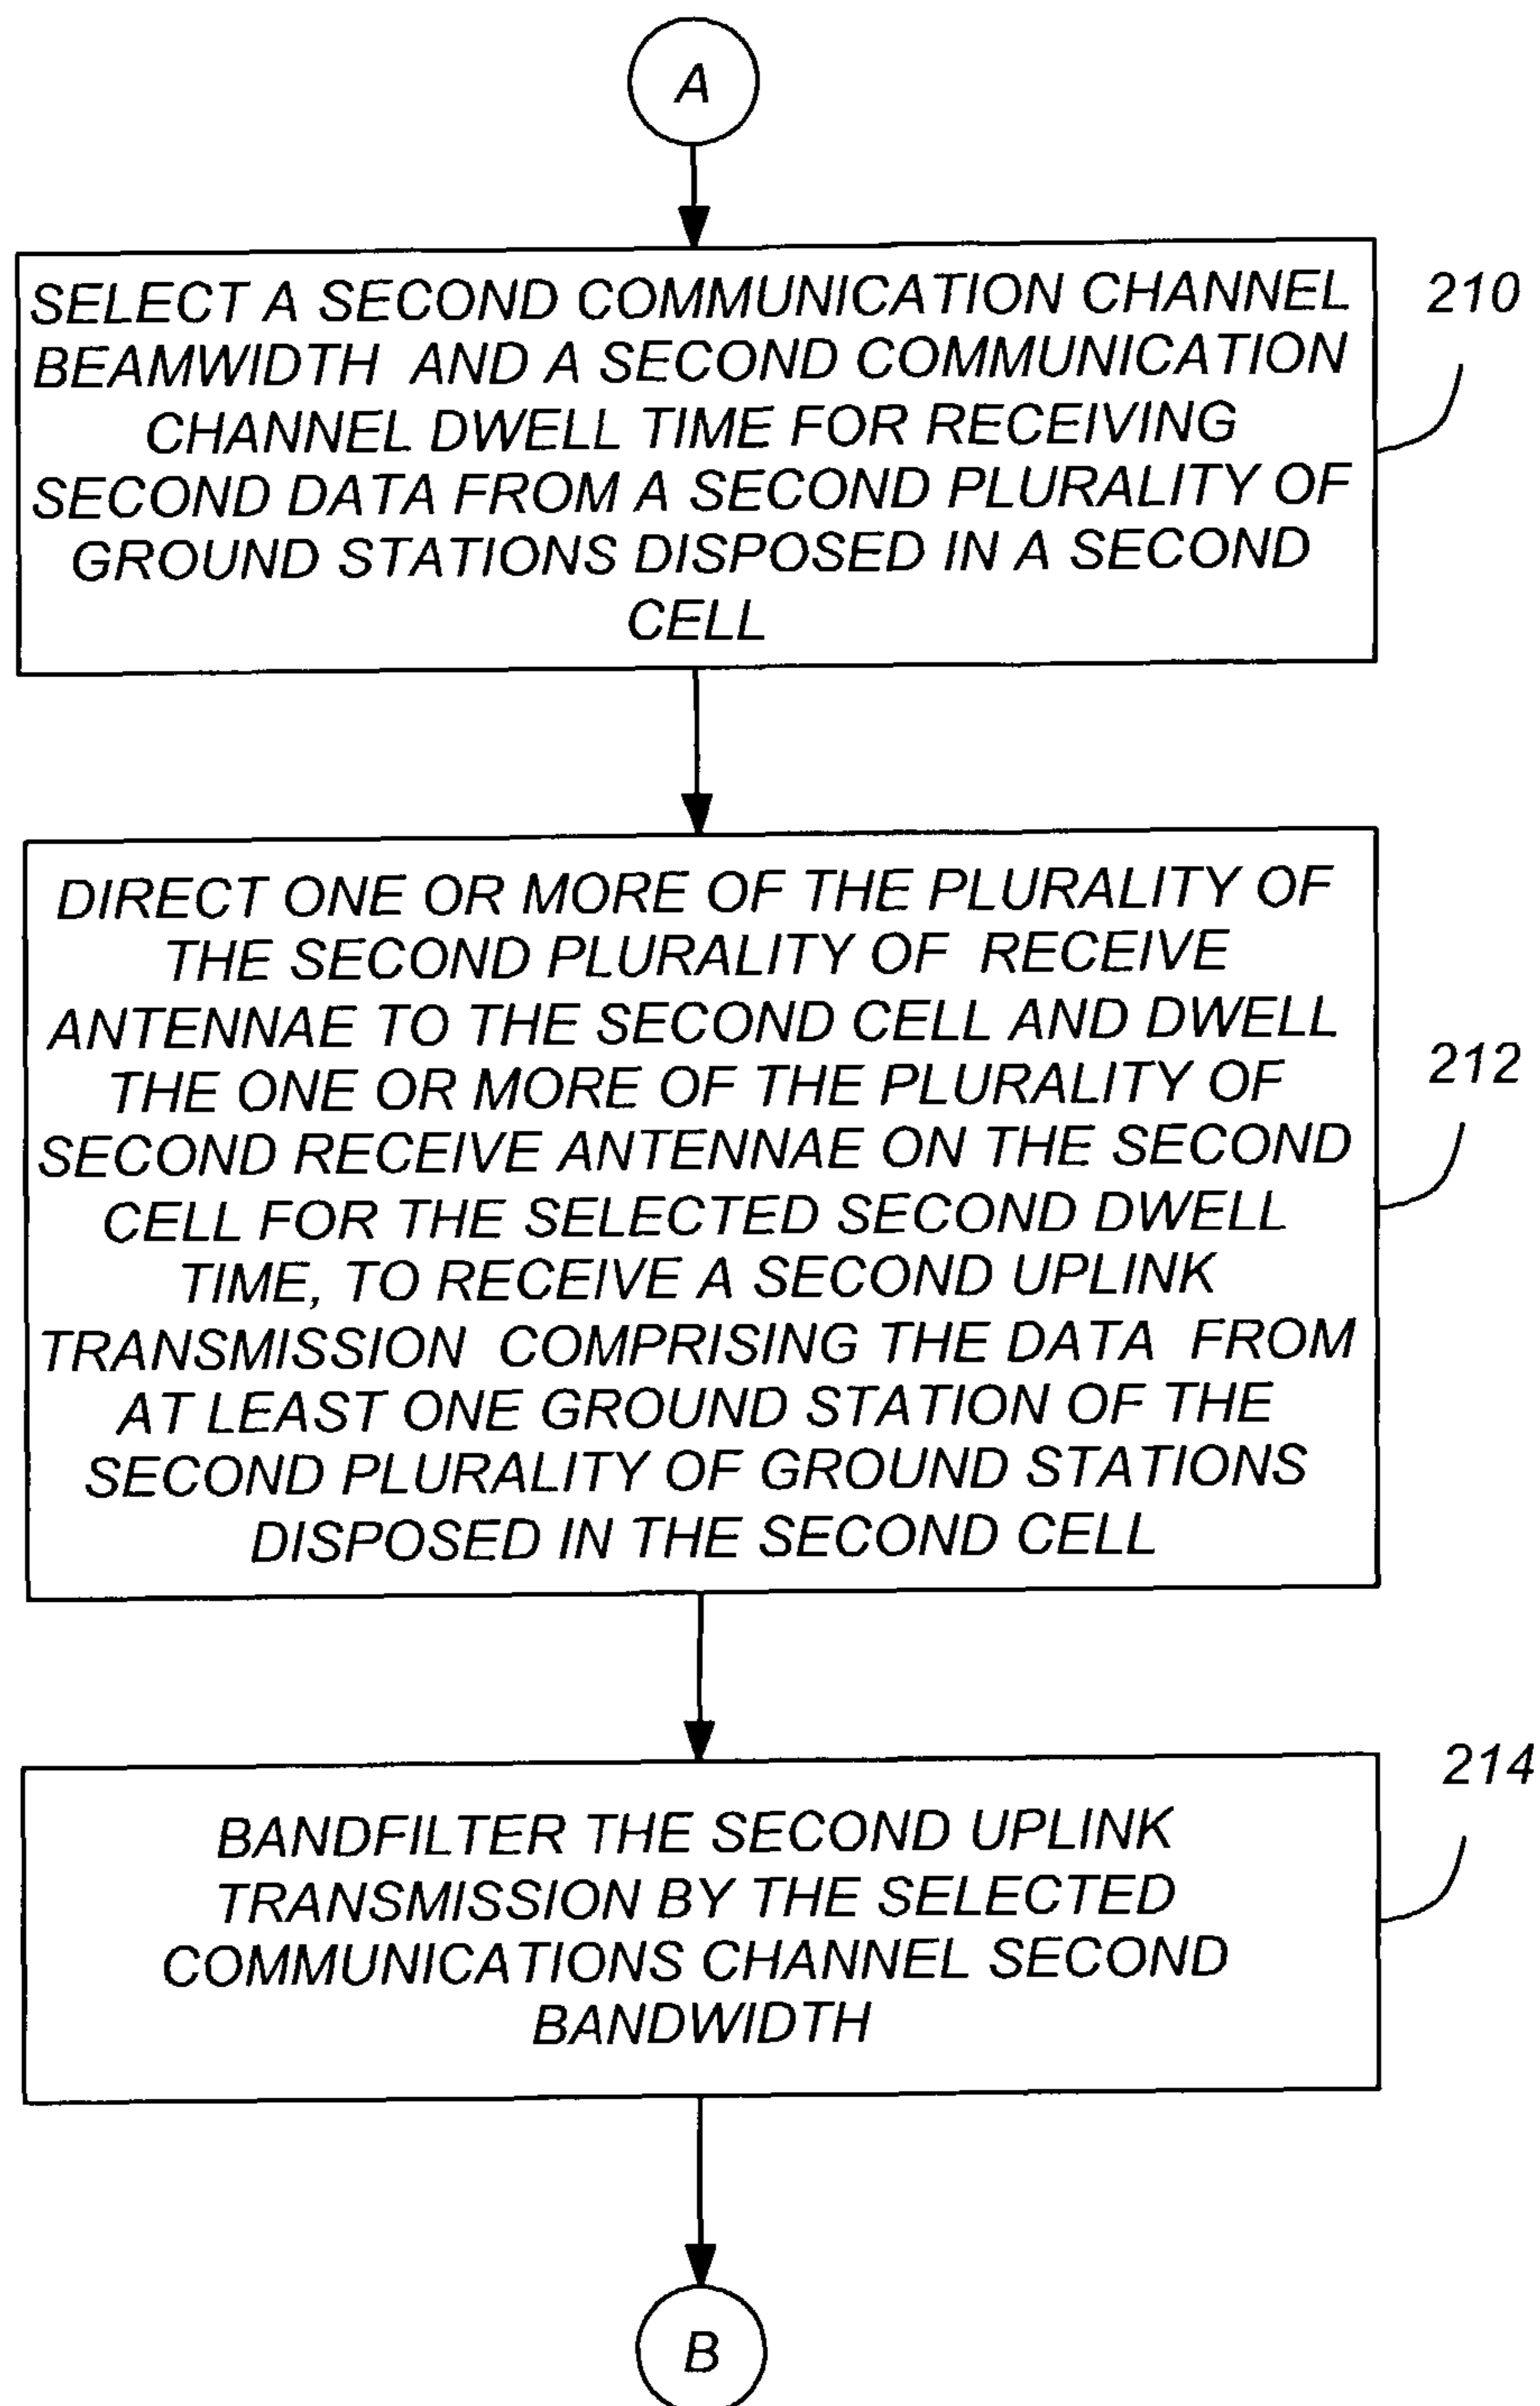 A
SELECT A SECOND COMMUNICATION CHANNEL
BEAMWIDTH AND A SECOND COMMUNICATION
CHANNEL DWELL TIME FOR RECEIVING
SECOND DATA FROM A SECOND PLURALITY OF
GROUND STATIONS DISPOSED IN A SECOND
CELL
210
DIRECT ONE OR MORE OF THE PLURALITY OF
THE SECOND PLURALITY OF RECEIVE
ANTENNAE TO THE SECOND CELL AND DWELL
THE ONE OR MORE OF THE PLURALITY OF
SECOND RECEIVE ANTENNAE ON THE SECOND
CELL FOR THE SELECTED SECOND DWELL
TIME, TO RECEIVE A SECOND UPLINK
TRANSMISSION COMPRISING THE DATA FROM
AT LEAST ONE GROUND STATION OF THE
SECOND PLURALITY OF GROUND STATIONS
DISPOSED IN THE SECOND CELL
212
BANDFILTER THE SECOND UPLINK
TRANSMISSION BY THE SELECTED
COMMUNICATIONS CHANNEL SECOND
BANDWIDTH
214
B